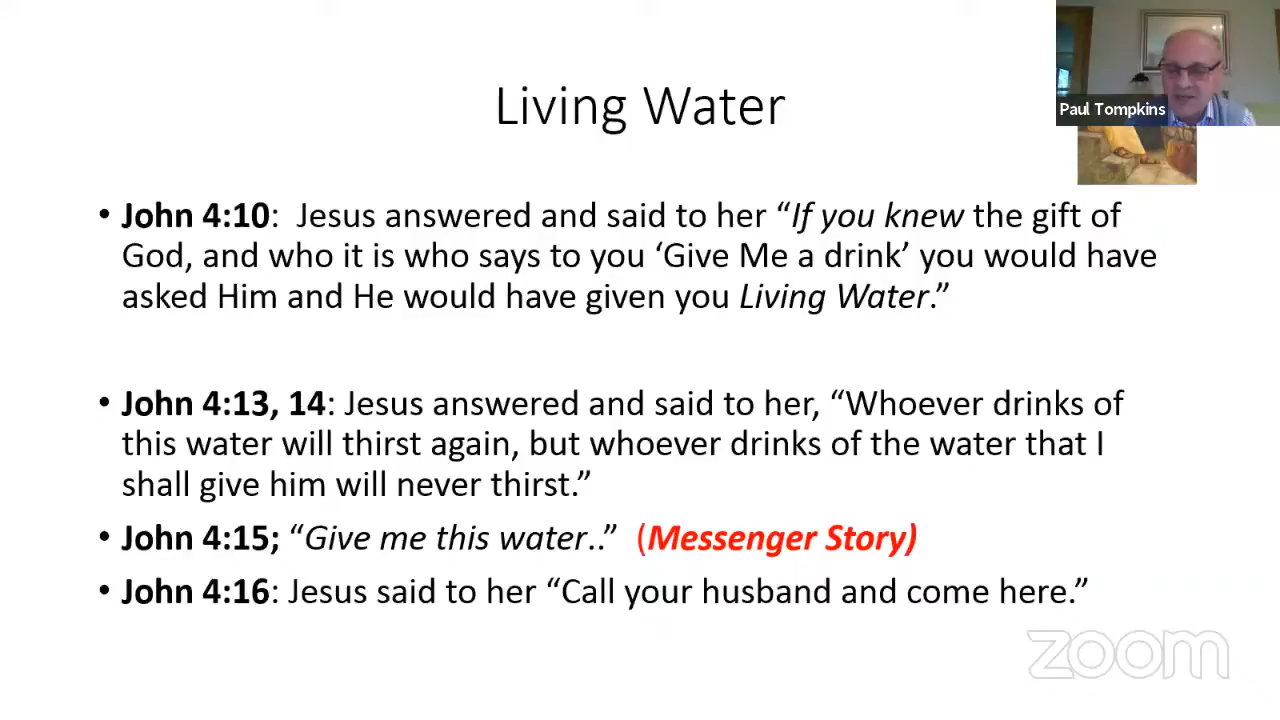 Paul Tompkins
Living Water
• John 4:10:  Jesus answered and said to her “If you knew the gift of
God, and who it is who says to you ‘Give Me a drink’ you would have
asked Him and He would have given you Living Water.”
• John 4:13, 14: Jesus answered and said to her, “Whoever drinks of
this water will thirst again, but whoever drinks of the water that I
shall give him will never thirst.”
• John 4:15; “Give me this water..”  (Messenger Story)
• John 4:16: Jesus said to her “Call your husband and come here.”
zoom